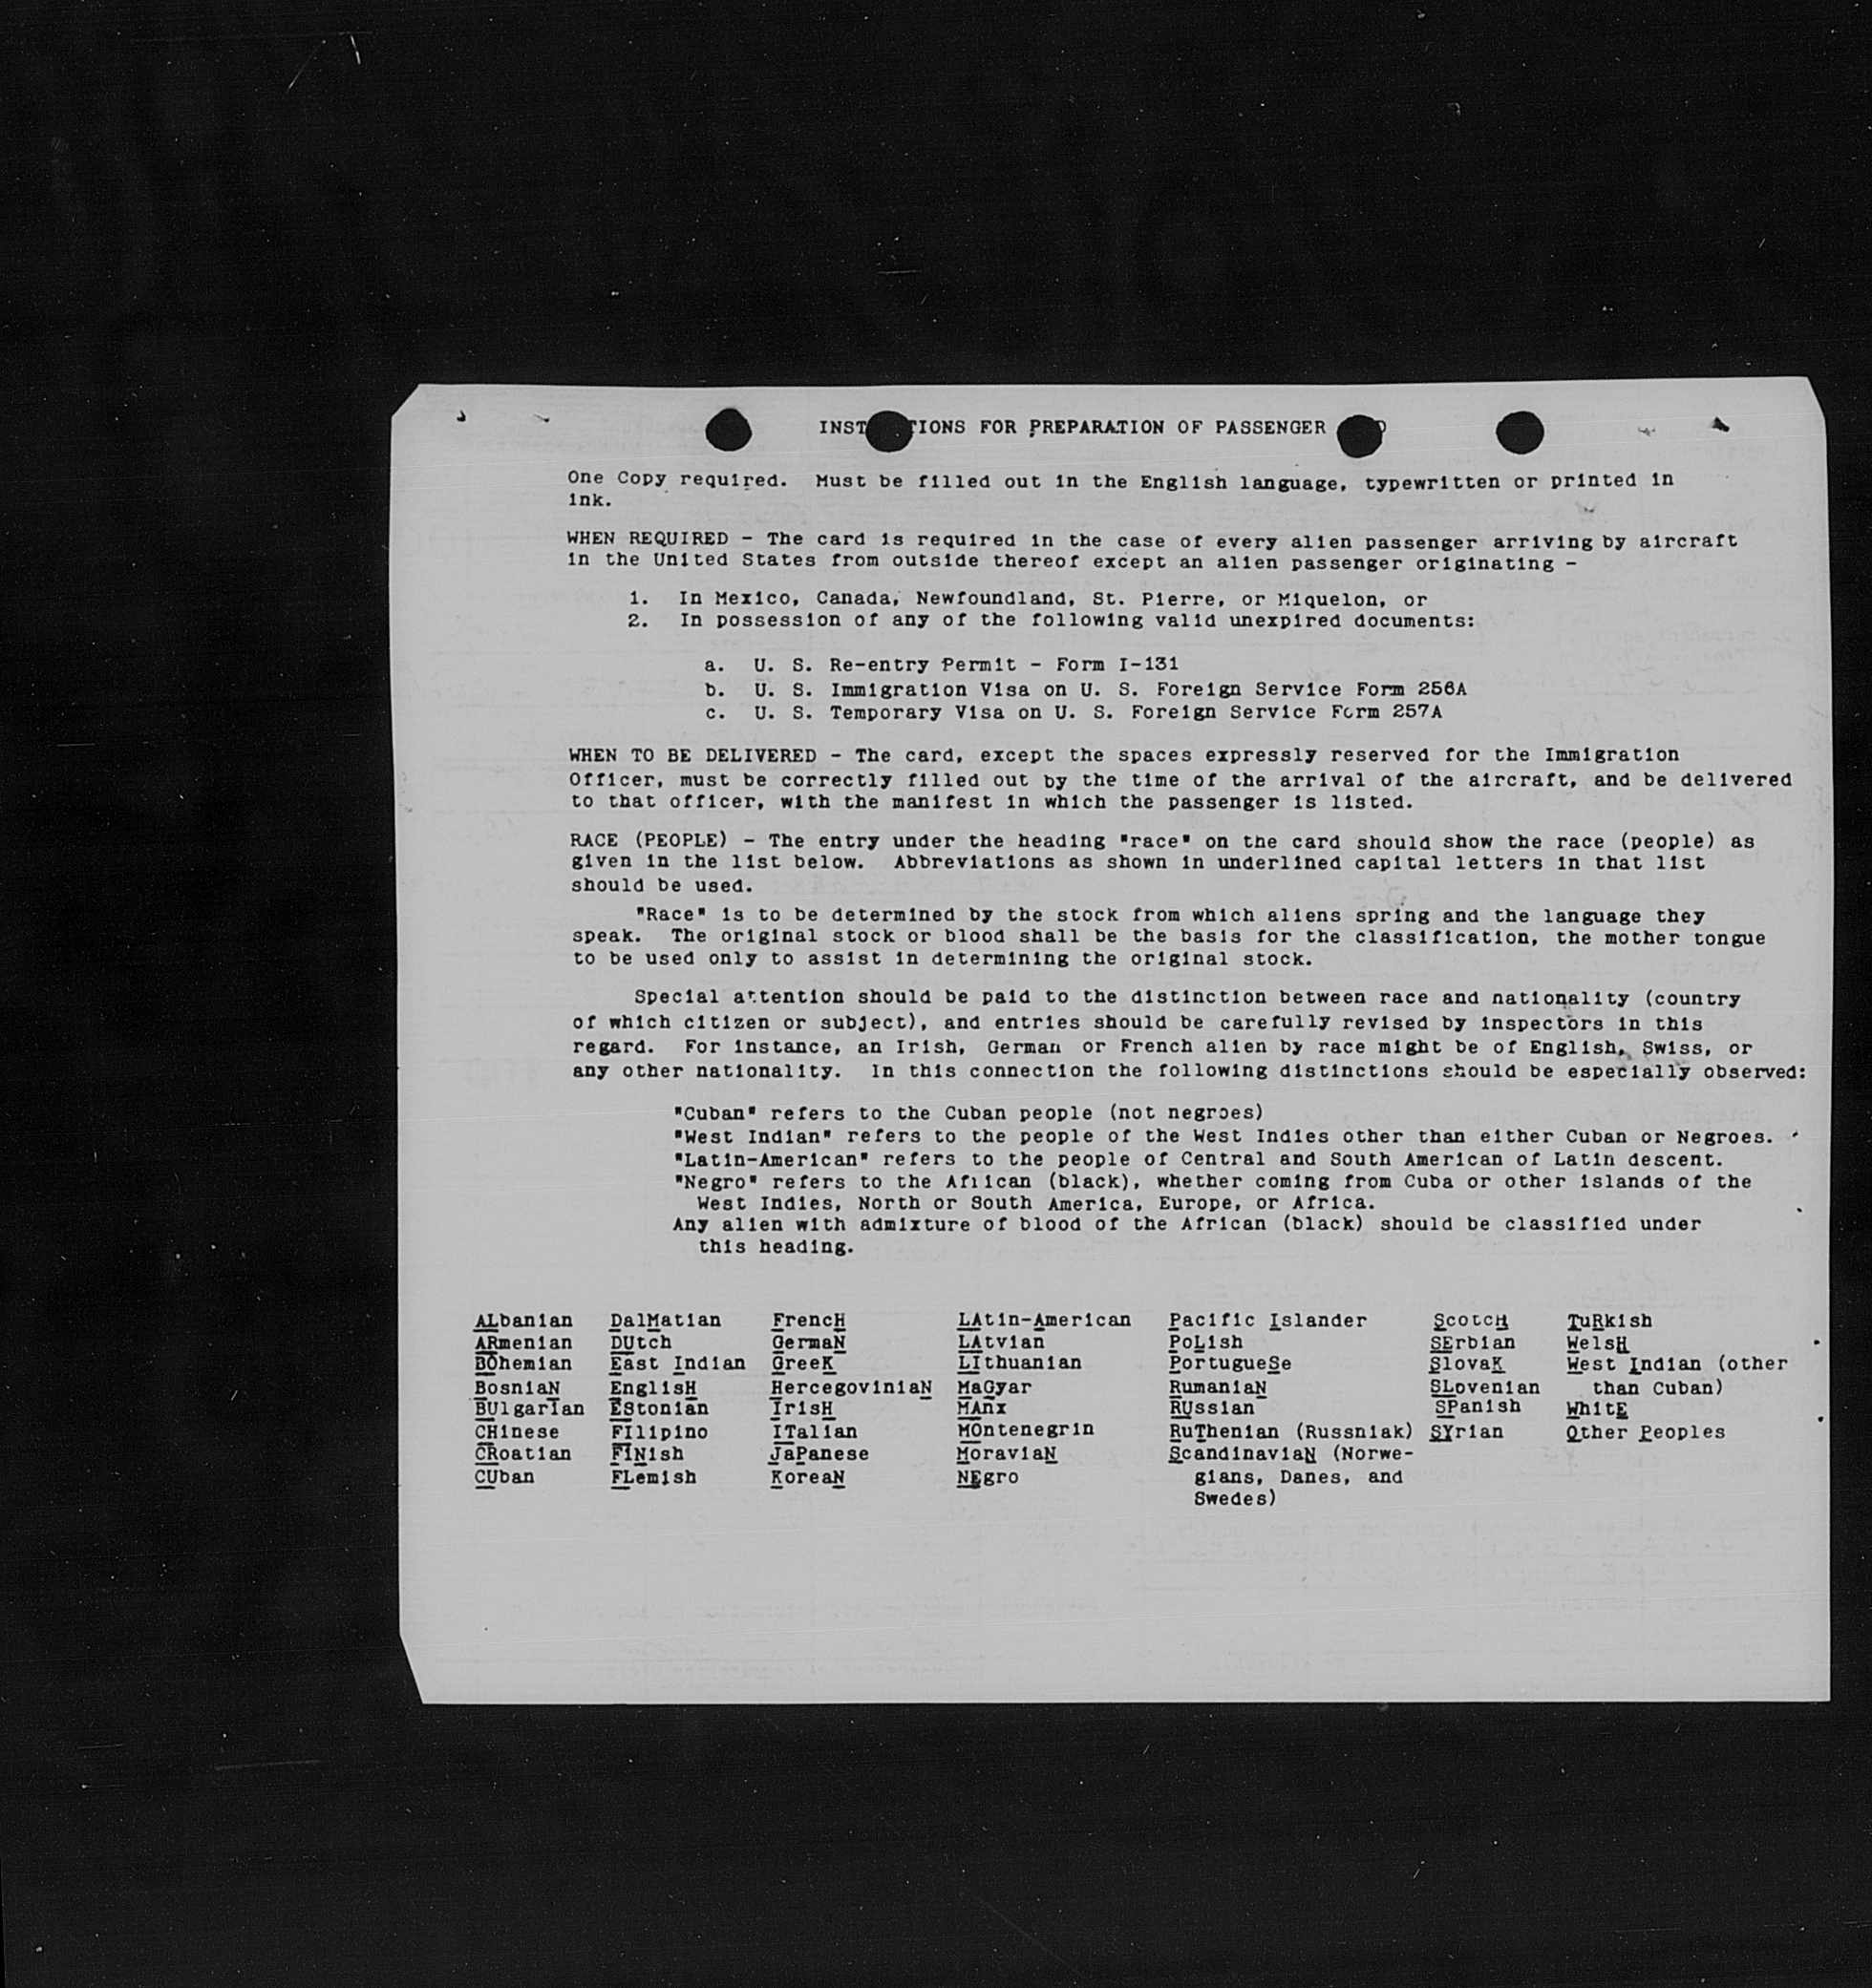 INST TIONS FOR PREPARATION OF PASSENGER D
One Copy required. Must be filled out in the English language, typewritten or printed in
ink.
WHEN REQUIRED - The card is required in the case of every alien passenger arriving by aircraft
in the United States from outside thereof except an alien passenger originating -
1. In Mexico, Canada, Newfoundland, St. Pierre, or Miquelon, or
2. In possession of any of the following valid unexpired documents:
a. U. S. Re-entry Permit - Form I-131
b. U. S. Immigration Visa on U. S. Foreign Service Form 256A
c. U. S. Temporary Visa on U. S. Foreign Service Form 257A
WHEN TO BE DELIVERED - The card, except the spaces expressly reserved for the Immigration
Officer, must be correctly filled out by the time of the arrival of the aircraft, and be delivered
to that officer, with the manifest in which the passenger is listed.
RACE (PEOPLE) - The entry under the heading "race" on the card should show the race (people) as
given in the list below. Abbreviations as shown in underlined capital letters in that list
should be used.
"Race" is to be determined by the stock from which aliens spring and the language they
speak. The original stock or blood shall be the basis for the classification, the mother tongue
to be used only to assist in determining the original stock.
Special attention should be paid to the distinction between race and nationality (country
of which citizen or subject), and entries should be carefully revised by inspectors in this
regard. For instance, an Irish, German or French alien by race might be of English, Swiss, or
any other nationality. In this connection the following distinctions should be especially observed:
"Cuban" refers to the Cuban people (not negroes)
"West Indian" refers to the people of the West Indies other than either Cuban or Negroes.
"Latin-American" refers to the people of Central and South American of Latin descent.
"Negro" refers to the African (black), whether coming from Cuba or other islands of the
West Indies, North or South America, Europe, or Africa.
Any alien with admixture of blood of the African (black) should be classified under
this heading.
ALbanian DalMatian FrencH LAtin-American Pacific Islander ScotcH TuRkish
ARmenian DUtch GermaN LAtvian PoLish SErbian WelsH
BOhemian East Indian GreeK LIthuanian PortugueSe SlovaK West Indian (other
BosniaN EnglisH HercegoviniaN MaGyar RumaniaN SLovenian than Cuban)
BUlgarian EStonian IrisH MAnx RUssian SPanish WhitE
CHinese FIlipino ITalian MOntenegrin RuThenian (Russniak) SYrian Other Peoples
CRoatian FINish JaPanese MoraviaN ScandinaviaN (Norwe-
CUban FLemish KoreaN NEgro gians, Danes, and
Swedes)